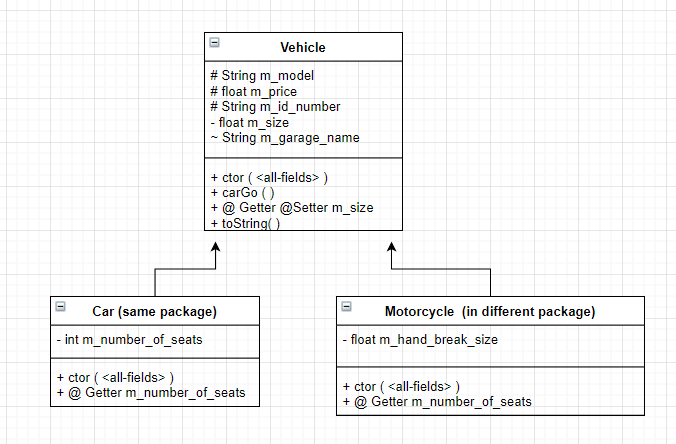 Vehicle
# String m_model
# float m_price
# String m_id_number
- float m_size
~ String m_garage_name
+ ctor ( <all-fields> )
+ carGo ( )
+ @ Getter @Setter m_size
+ toString( )
Car (same package)
- int m_number_of_seats
+ ctor ( <all-fields> )
+ @ Getter m_number_of_seats
Motorcycle (in different package)
- float m_hand_break_size
+ ctor ( <all-fields> )
+ @ Getter m_number_of_seats